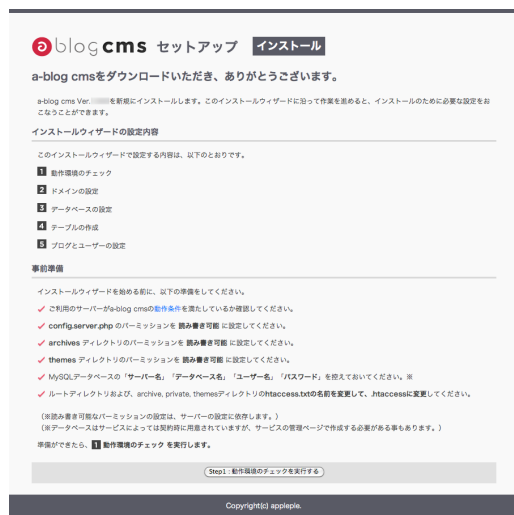 a blog cms セットアップ インストール
a-blog cmsをダウンロードいただき、ありがとうございます。
a-blog cms Ver. を新規にインストールします。このインストールウィザードに沿って作業を進めると、インストールのために必要な設定をお
こなうことができます。
インストールウィザードの設定内容
このインストールウィザードで設定する内容は、以下のとおりです。
1 動作環境のチェック
2 ドメインの設定
3 データベースの設定
4 テーブルの作成
5 ブログとユーザーの設定
事前準備
インストールウィザードを始める前に、以下の準備をしてください。
✓ ご利用のサーバーがa-blog cmsの動作条件を満たしているか確認してください。
✓ config.server.php のパーミッションを 読み書き可能 に設定してください。
✓ archives ディレクトリのパーミッションを 読み書き可能 に設定してください。
✓ themes ディレクトリのパーミッションを 読み書き可能 に設定してください。
✓ MySQLデータベースの「サーバー名」「データベース名」「ユーザー名」「パスワード」を控えておいてください。※
✓ ルートディレクトリおよび、archive, private, themesディレクトリのhtaccess.txtの名前を変更して、.htaccessに変更してください。
（※読み書き可能なパーミッションの設定は、サーバーの設定に依存します。）
（※データベースはサービスによっては契約時に用意されていますが、サービスの管理ページで作成する必要がある事もあります。）
準備ができたら、1 動作環境のチェック を実行します。
Step1：動作環境のチェックを実行する
Copyright(c) appleple.